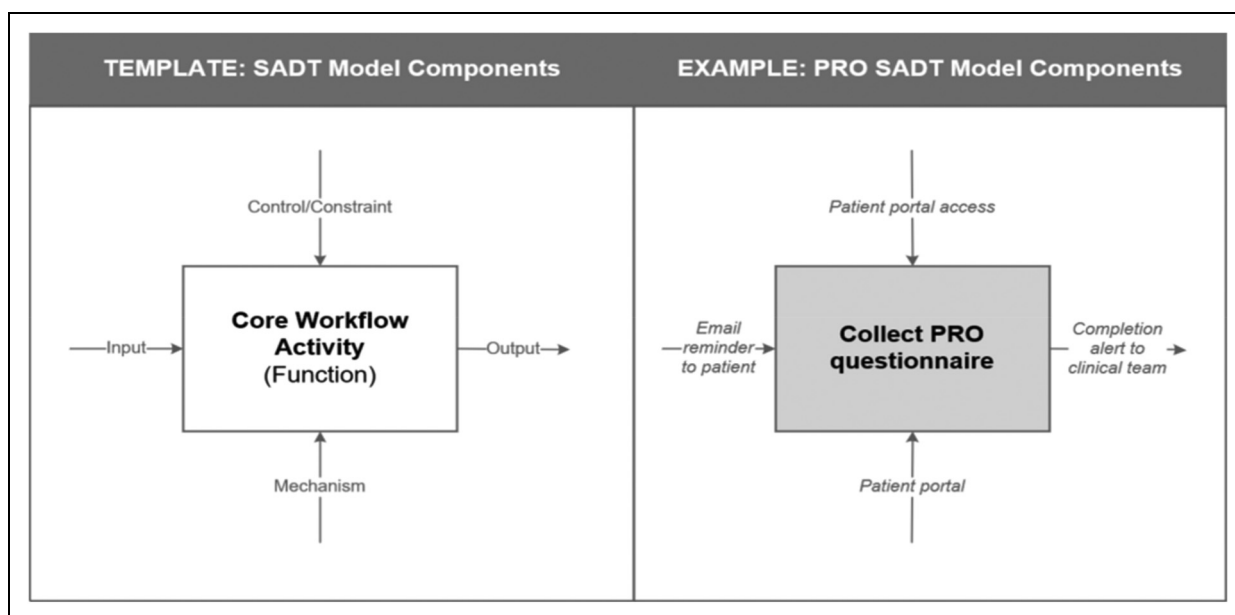 TEMPLATE: SADT Model Components
Control/Constraint
Input
Core Workflow
Activity
(Function)
Output
Mechanism
EXAMPLE: PRO SADT Model Components
Patient portal access
Email
reminder
to patient
Collect PRO
questionnaire
Completion
alert to
clinical team
Patient portal